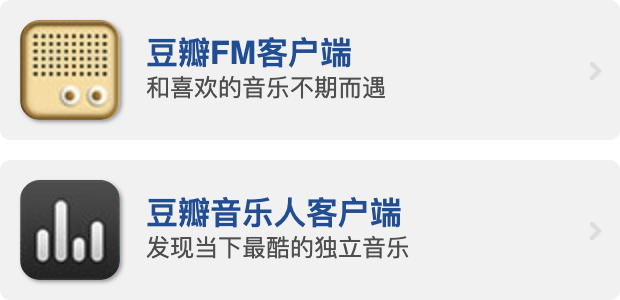 豆瓣FM客户端
和喜欢的音乐不期而遇
豆瓣音乐人客户端
发现当下最酷的独立音乐